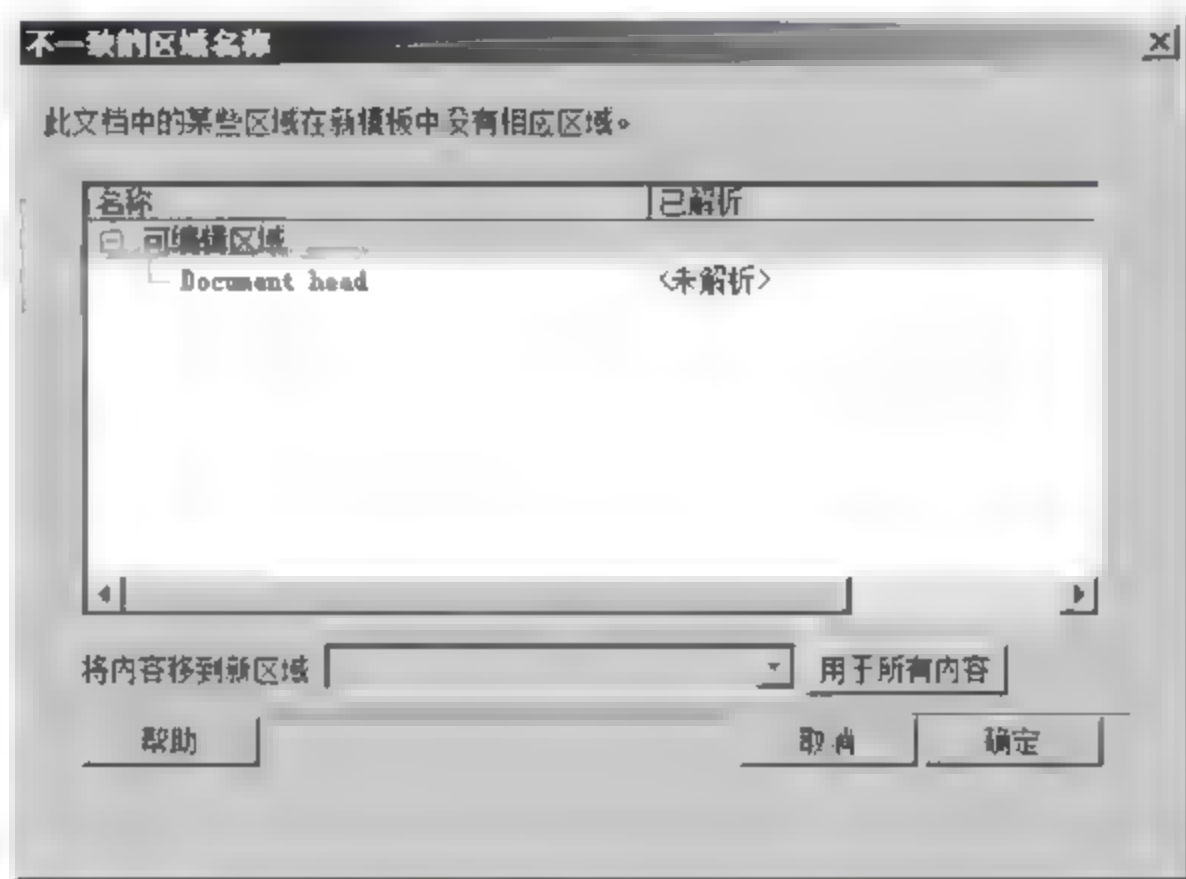 不一致的区域名称
此文档中的某些区域在新模板中没有相应区域。
名称 已解析
可编辑区域
Document head <未解析>
将内容移到新区域 用于所有内容
帮助 取消 确定